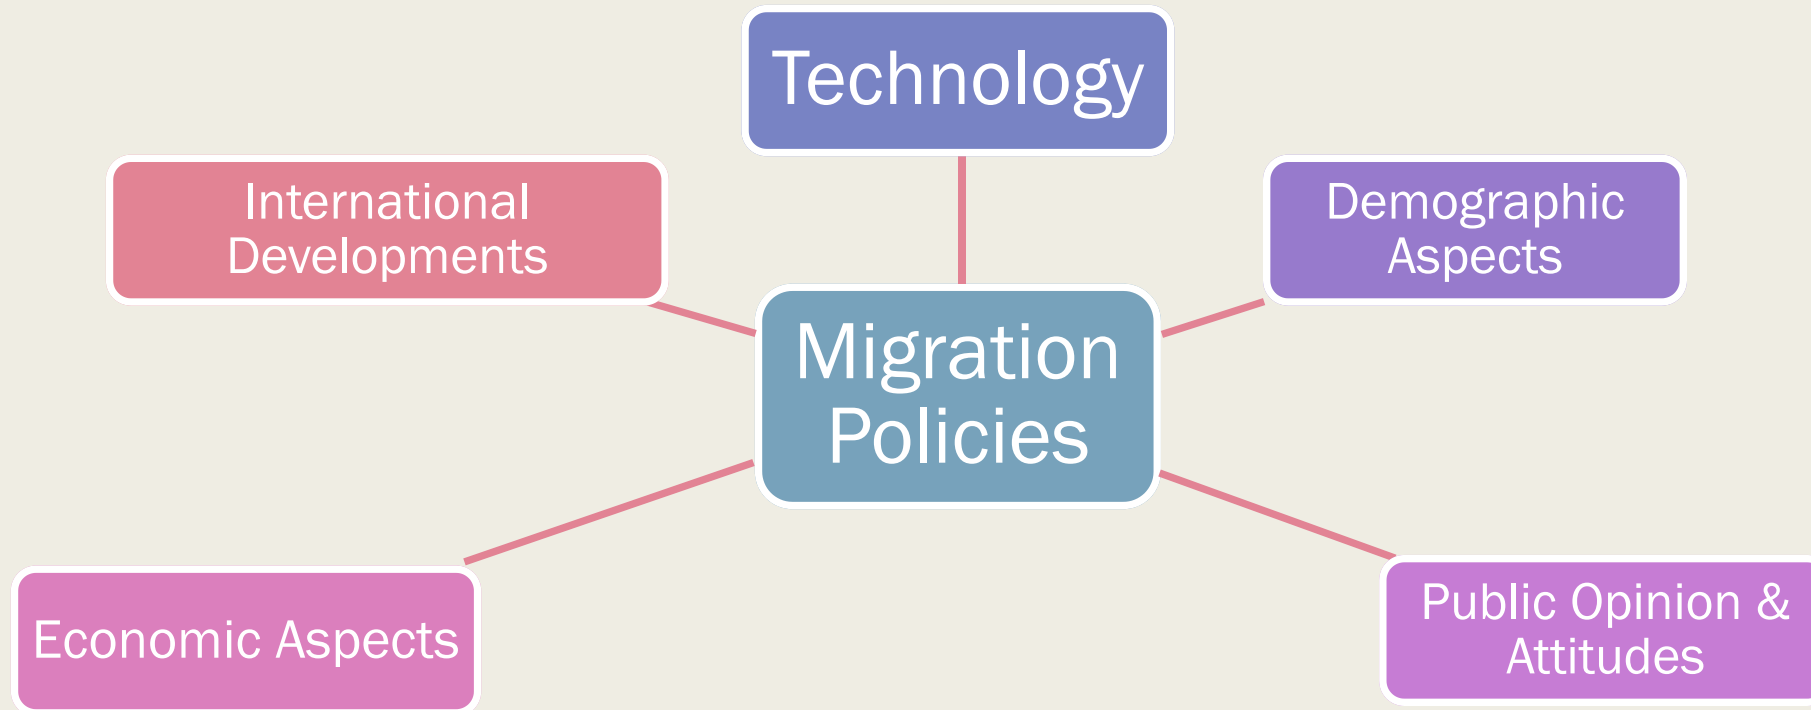 Technology
International
Developments
Demographic
Aspects
Migration
Policies
Economic Aspects
Public Opinion &
Attitudes